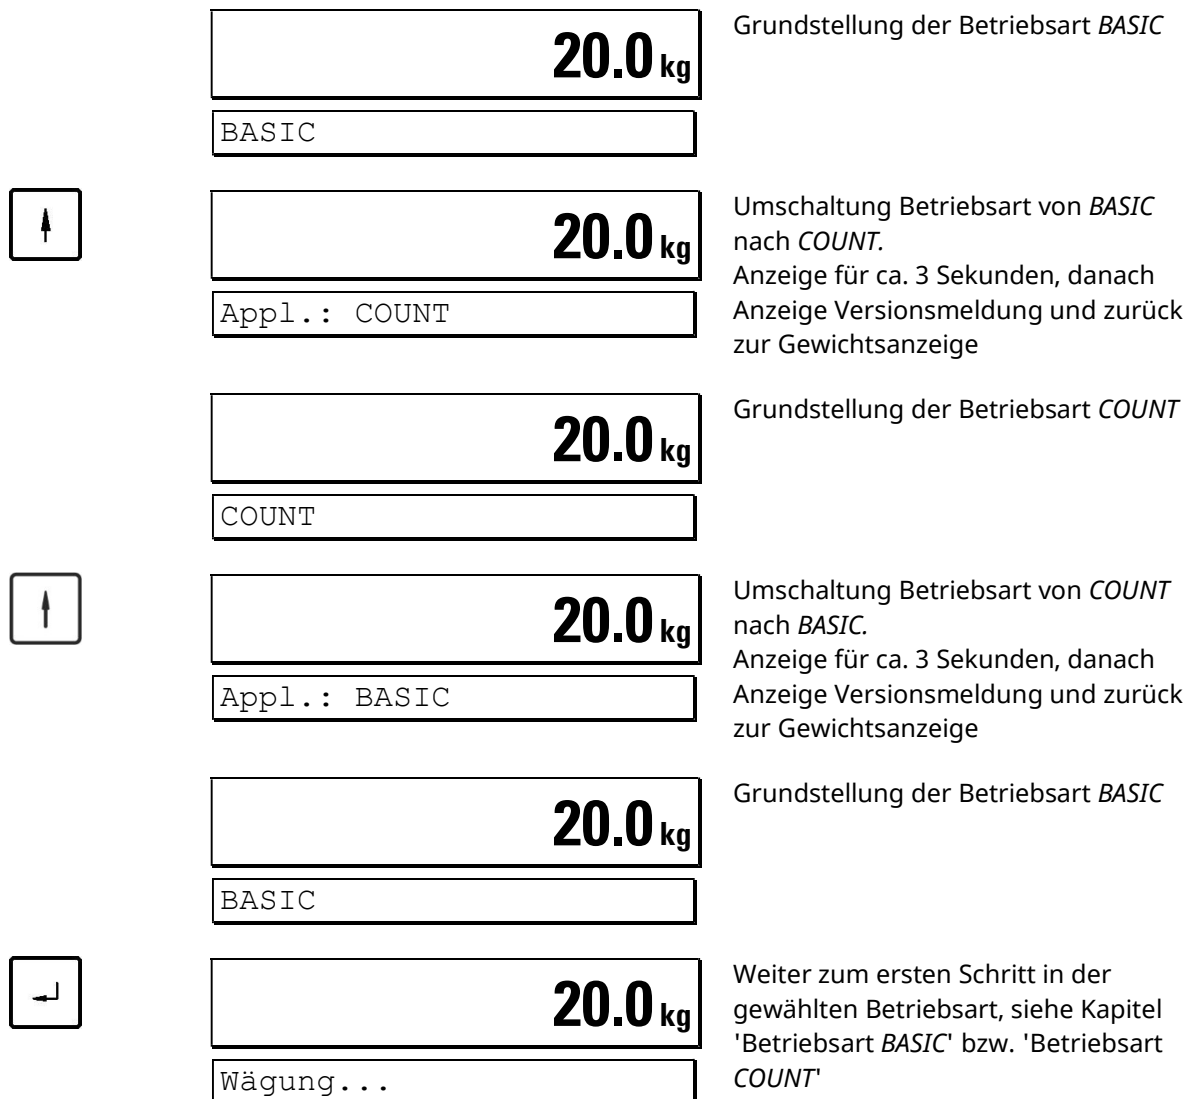 20.0 kg
Grundstellung der Betriebsart BASIC
BASIC
20.0 kg
Umschaltung Betriebsart von BASIC
nach COUNT.
Anzeige für ca. 3 Sekunden, danach
Anzeige Versionsmeldung und zurück
zur Gewichtsanzeige
Appl.: COUNT
20.0 kg
Grundstellung der Betriebsart COUNT
COUNT
20.0 kg
Umschaltung Betriebsart von COUNT
nach BASIC.
Anzeige für ca. 3 Sekunden, danach
Anzeige Versionsmeldung und zurück
zur Gewichtsanzeige
Appl.: BASIC
20.0 kg
Grundstellung der Betriebsart BASIC
BASIC
20.0 kg
Weiter zum ersten Schritt in der
gewählten Betriebsart, siehe Kapitel
'Betriebsart BASIC' bzw. 'Betriebsart
COUNT'
Wägung...